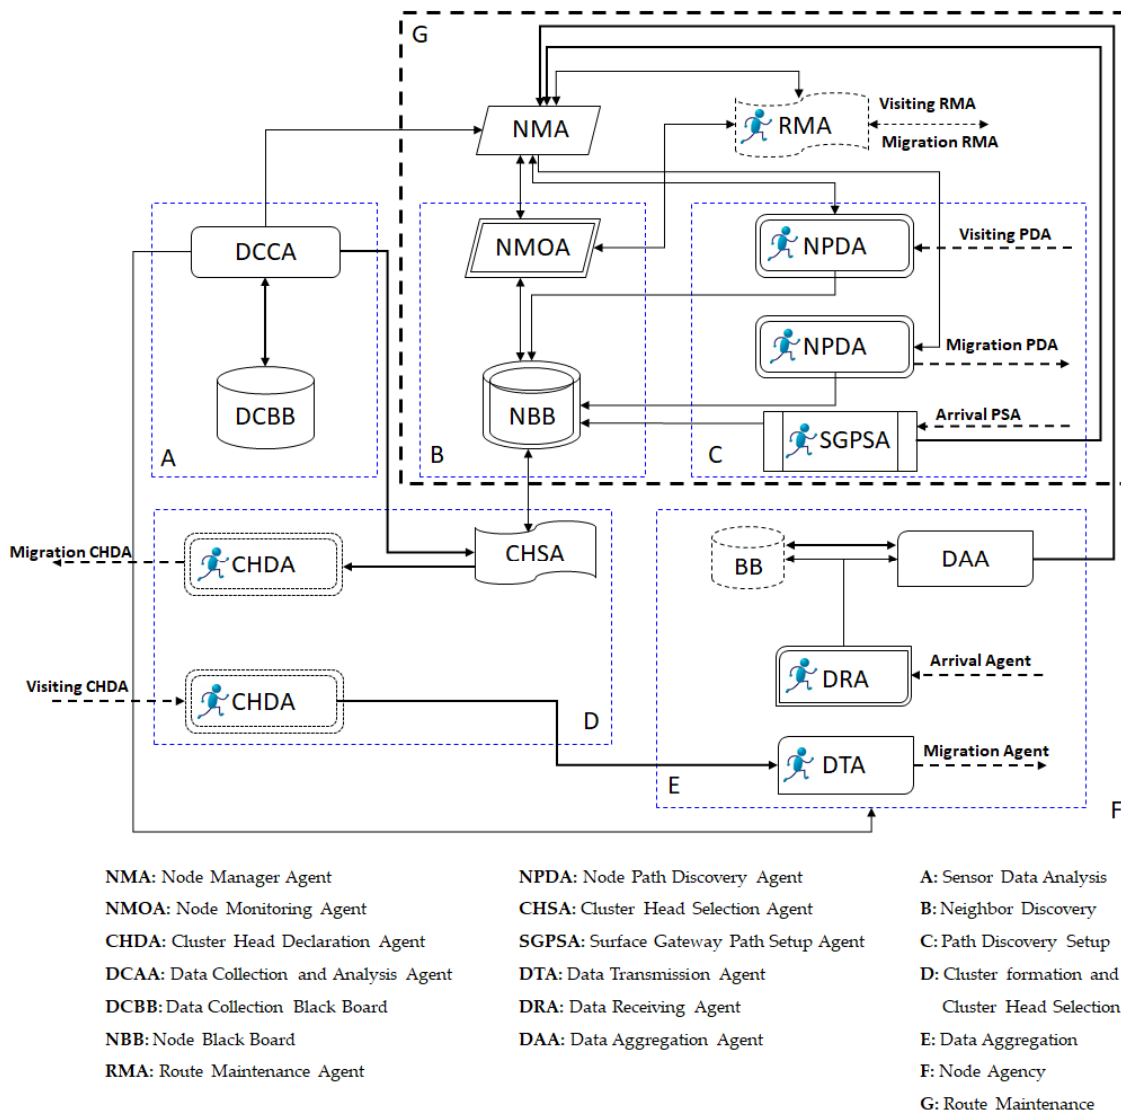 G
NMA
RMA
Visiting RMA
Migration RMA
DCCA
NMOA
NPDA
Visiting PDA
NPDA
Migration PDA
DCBB
NBB
Arrival PSA
SGPSA
A
B
C
Migration CHDA
CHDA
CHSA
BB
DAA
Visiting CHDA
CHDA
D
DRA
Arrival Agent
DTA
Migration Agent
E
F
NMA: Node Manager Agent
NMOA: Node Monitoring Agent
CHDA: Cluster Head Declaration Agent
DCAA: Data Collection and Analysis Agent
DCBB: Data Collection Black Board
NBB: Node Black Board
RMA: Route Maintenance Agent
NPDA: Node Path Discovery Agent
CHSA: Cluster Head Selection Agent
SGPSA: Surface Gateway Path Setup Agent
DTA: Data Transmission Agent
DRA: Data Receiving Agent
DAA: Data Aggregation Agent
A: Sensor Data Analysis
B: Neighbor Discovery
C: Path Discovery Setup
D: Cluster formation and
Cluster Head Selection
E: Data Aggregation
F: Node Agency
G: Route Maintenance